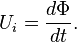 U_i = \frac{d\Phi}{dt}.